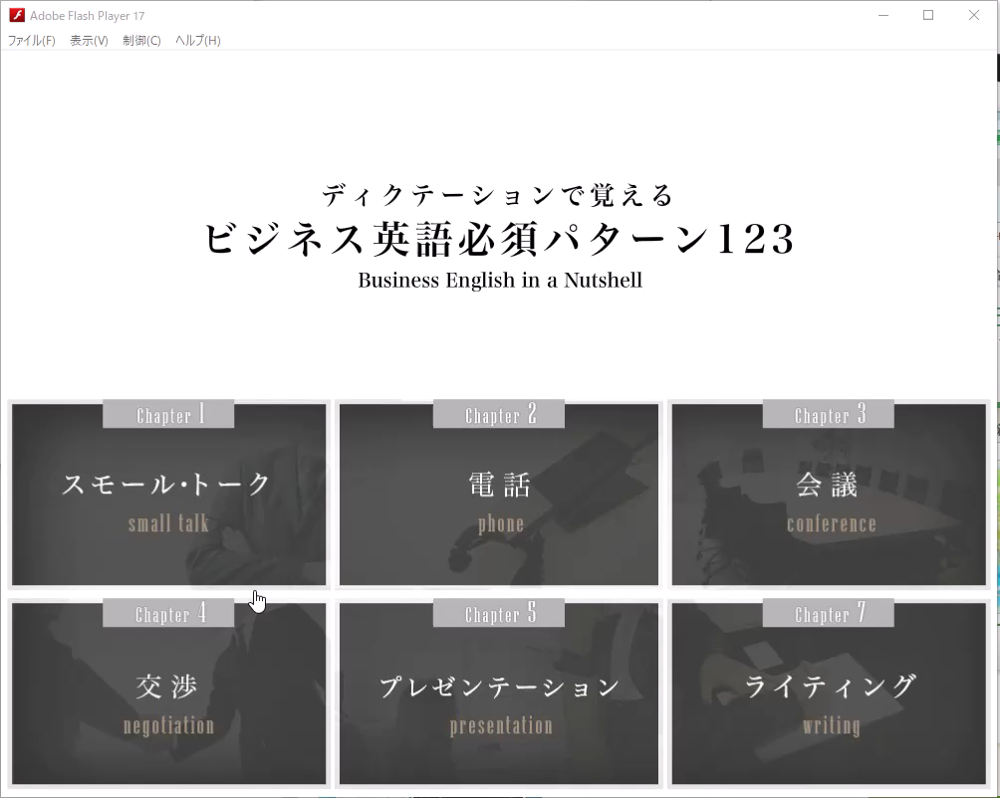 Adobe Flash Player 17
ファイル(F) 表示(V) 制御(C) ヘルプ(H)
ディクテーションで覚える
ビジネス英語必須パターン123
Business English in a Nutshell
Chapter 1
スモール・トーク
small talk
Chapter 2
電話
phone
Chapter 3
会議
conference
Chapter 4
交渉
negotiation
Chapter 5
プレゼンテーション
presentation
Chapter 7
ライティング
writing